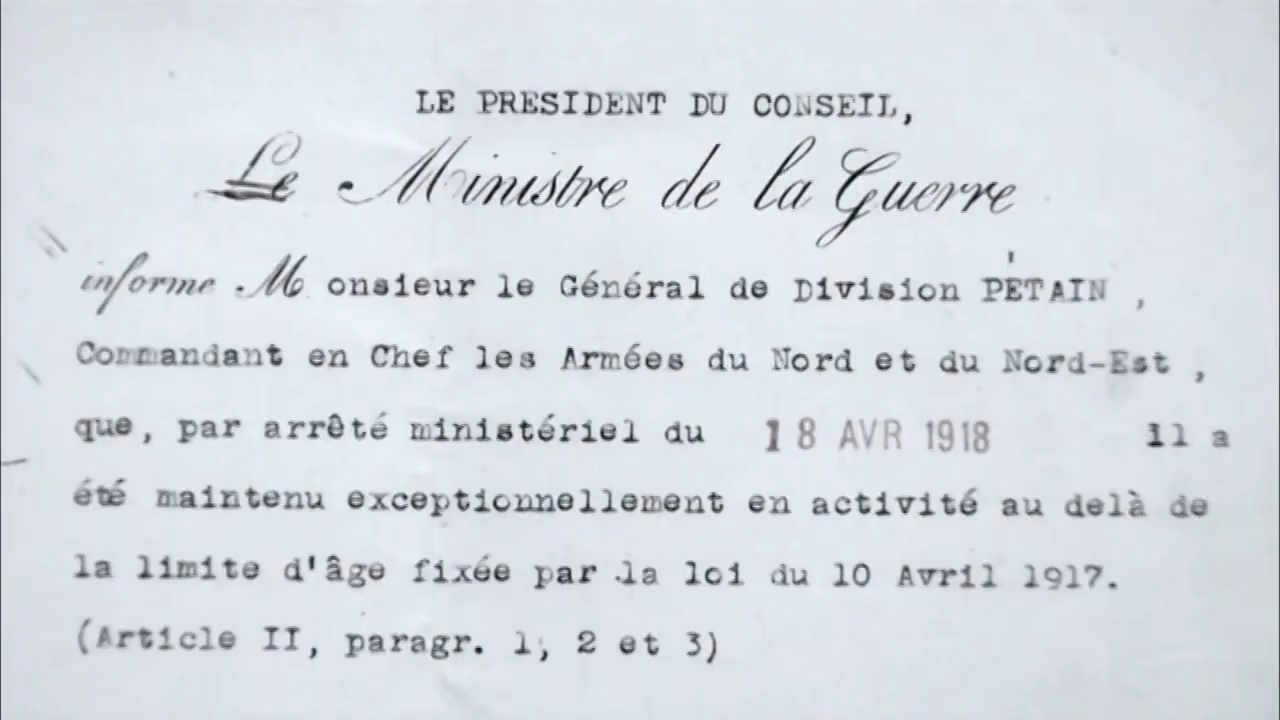 LE PRESIDENT DU CONSEIL,
Le Ministre de la Guerre
informe Monsieur le Général de Division PÉTAIN ,
Commandant en Chef les Armées du Nord et du Nord-Est ,
que, par arrêté ministériel du 18 AVR 1918 il a
été maintenu exceptionnellement en activité au delà de
la limite d'âge fixée par la loi du 10 Avril 1917.
(Article II, paragr. 1, 2 et 3)